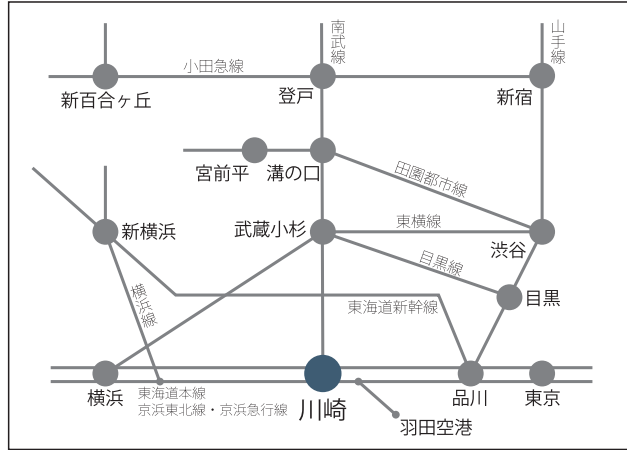 南武線
山手線
小田急線
新百合ヶ丘
登戸
新宿
宮前平
溝の口
田園都市線
新横浜
武蔵小杉
東横線
渋谷
目黒線
目黒
横浜線
東海道新幹線
横浜
東海道本線
京浜東北線・京浜急行線
川崎
品川
東京
羽田空港